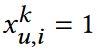 x^k_{u,i} = 1